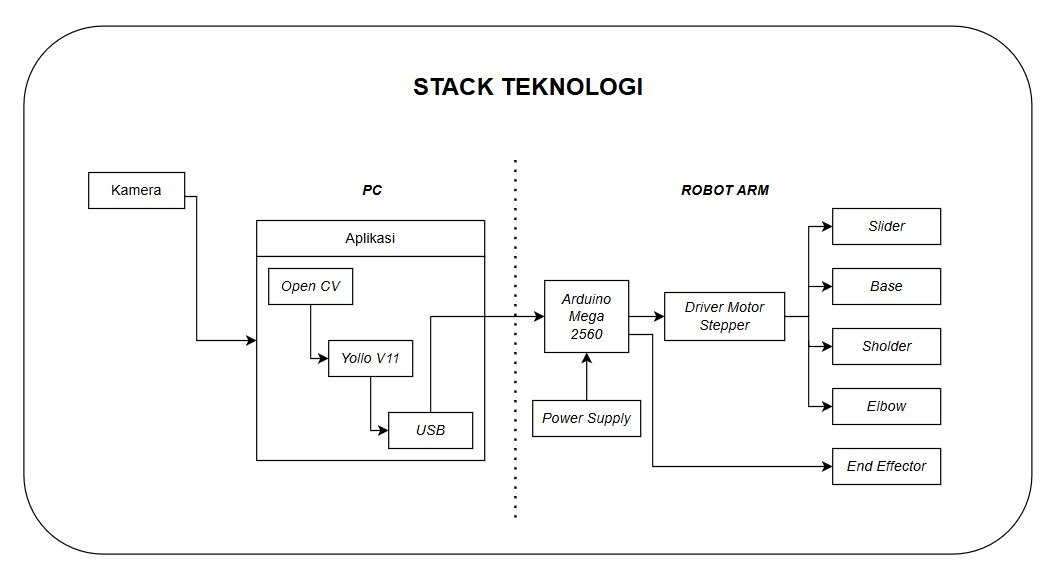 STACK TEKNOLOGI
Kamera
PC
Aplikasi
Open CV
Yollo V11
USB
ROBOT ARM
Arduino
Mega
2560
Power Supply
Driver Motor
Stepper
Slider
Base
Sholder
Elbow
End Effector